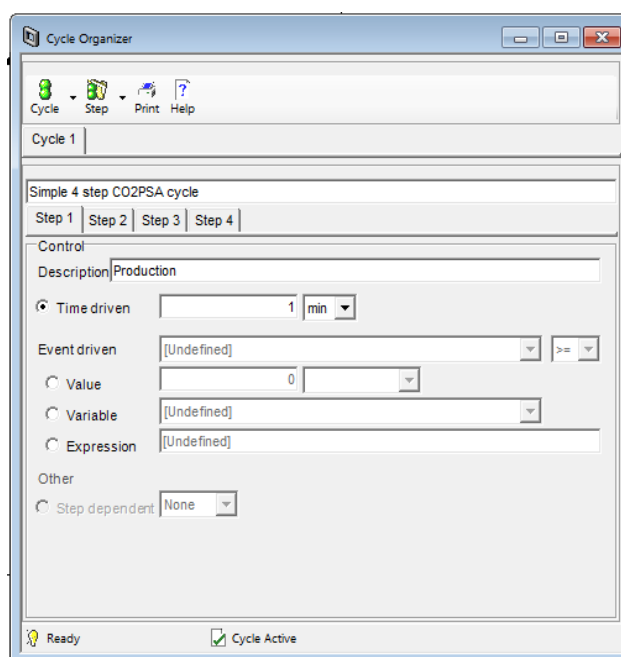 Cycle Organizer
Cycle Step Print Help
Cycle 1
Simple 4 step CO2PSA cycle
Step 1 Step 2 Step 3 Step 4
Control
Description Production
Time driven 1 min
Event driven [Undefined] >=
Value 0
Variable [Undefined]
Expression [Undefined]
Other
Step dependent None
Ready Cycle Active